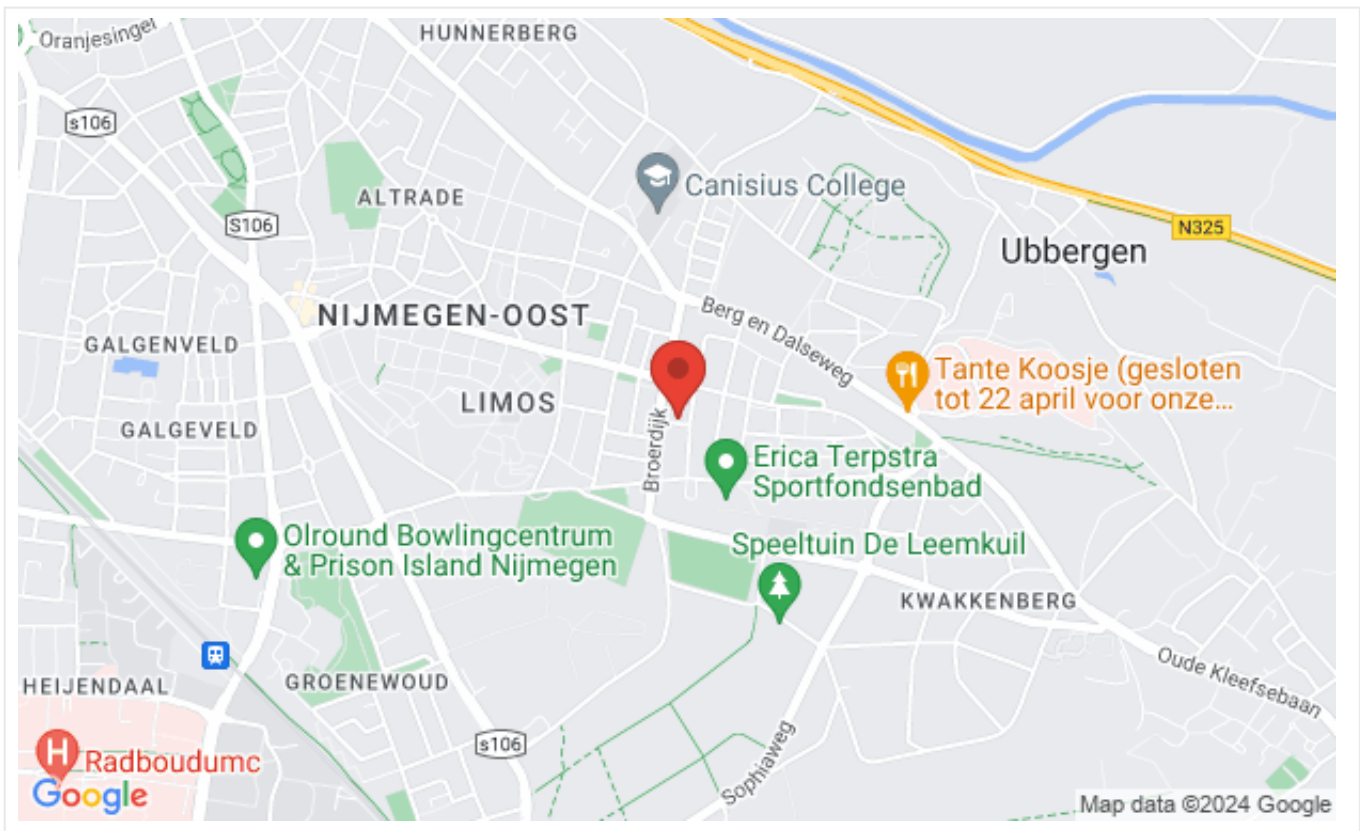 Oranjesingel
HUNNERBERG
s106
Canisius College
ALTRADE
S106
N325
Ubbergen
NIJMEGEN-OOST
Berg en Dalseweg
GALGENVELD
Tante Koosje (gesloten
tot 22 april voor onze...
LIMOS
GALGEVELD
Broerdijk
Erica Terpstra
Sportfondsenbad
Olround Bowlingcentrum
& Prison Island Nijmegen
Speeltuin De Leemkuil
KWAKKENBERG
Oude Kleefsebaan
HEIJENDAAL
GROENEWOUD
s106
Sophiaweg
H
Radboudumc
Google
Map data ©2024 Google